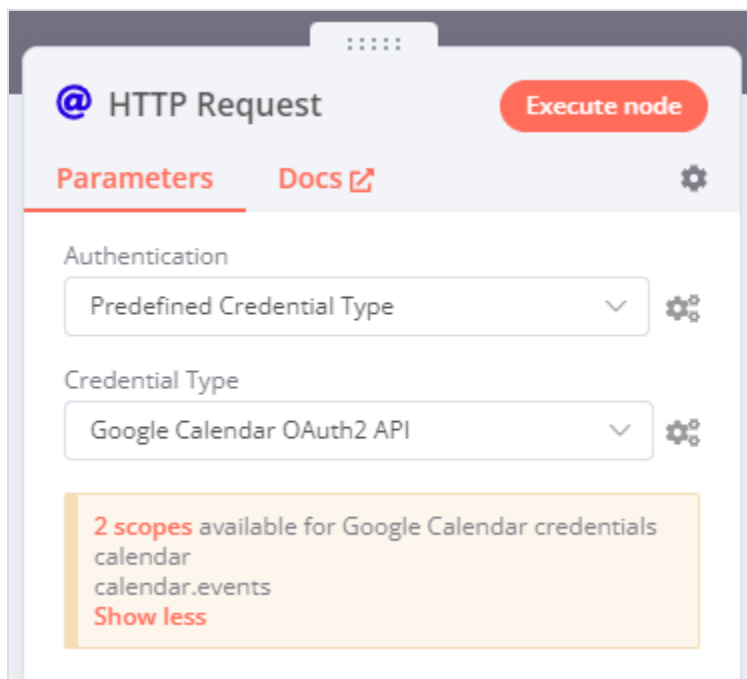 @ HTTP Request
Execute node
Parameters
Docs
Authentication
Predefined Credential Type
Credential Type
Google Calendar OAuth2 API
2 scopes available for Google Calendar credentials
calendar
calendar.events
Show less